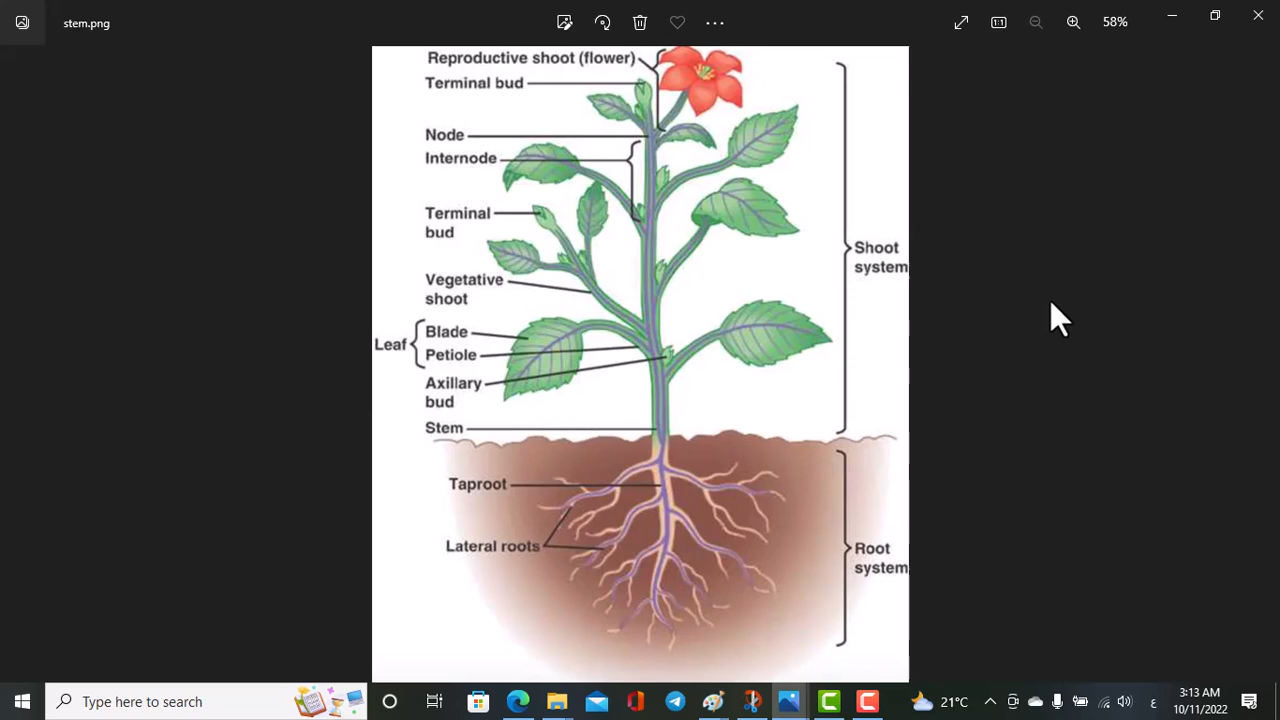 stem.png
58%
Reproductive shoot (flower)
Terminal bud
Node
Internode
Terminal
bud
Vegetative
shoot
Leaf
Blade
Petiole
Axillary
bud
Stem
Shoot
system
Taproot
Lateral roots
Root
system
Type here to search
21°C
ع
3:13 AM
10/11/2022